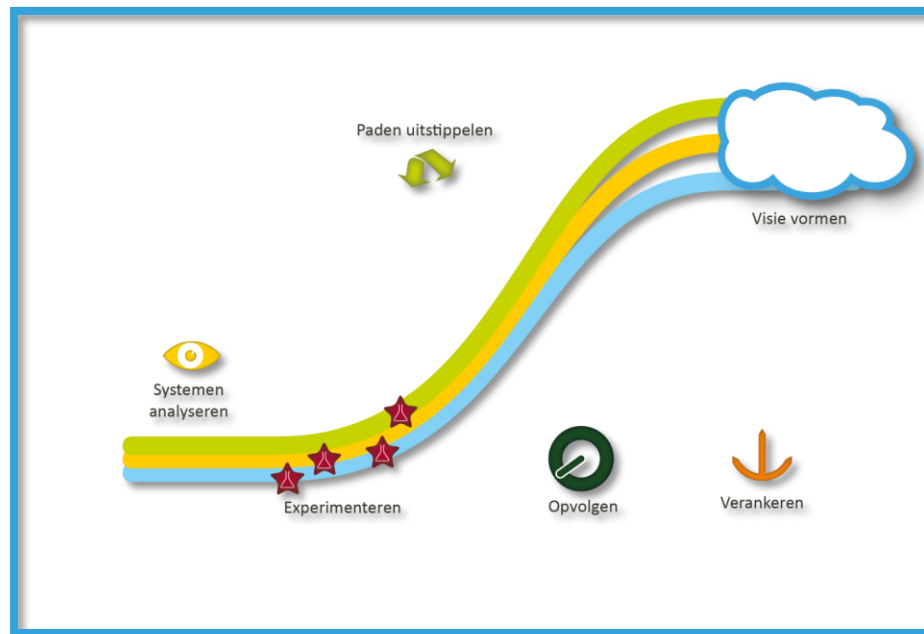 Paden uitstippelen
Visie vormen
Systemen
analyseren
Experimenteren
Opvolgen
Verankeren